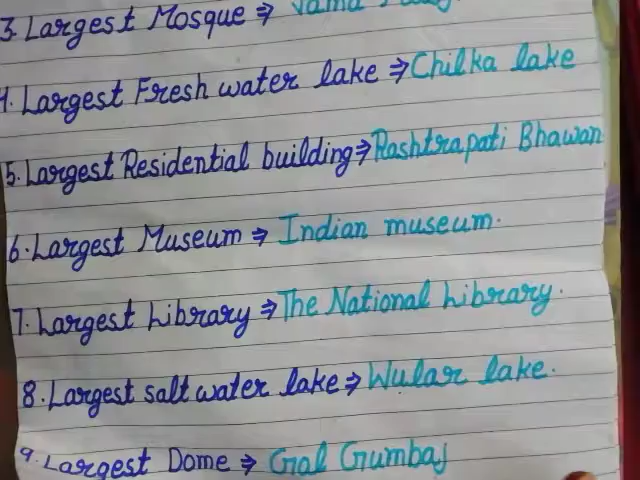 3. Largest Mosque ⇒ Jama
4. Largest Fresh water lake ⇒ Chilka lake
5. Largest Residential building ⇒ Rashtrapati Bhawan
6. Largest Museum ⇒ Indian museum.
7. Largest Library ⇒ The National Library.
8. Largest salt water lake ⇒ Wular lake.
9. Largest Dome ⇒ Gol Gumbaj